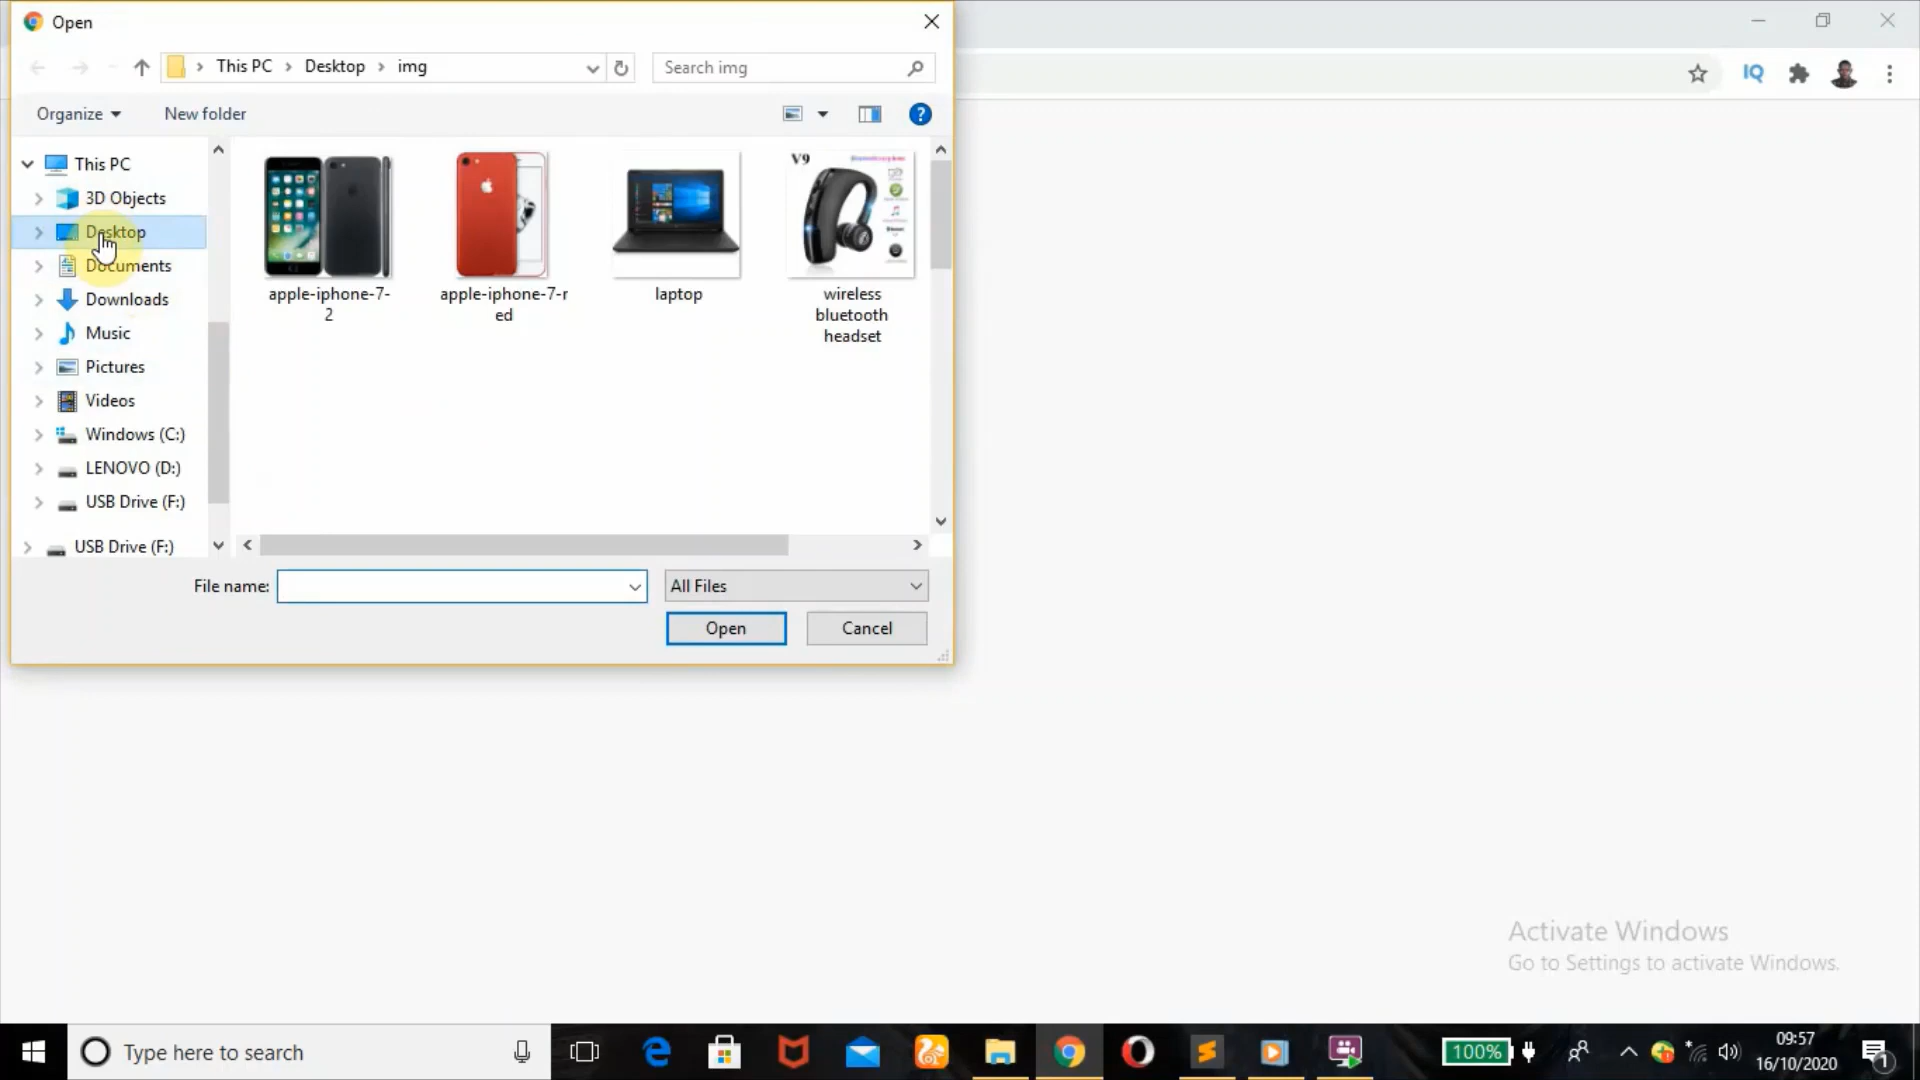 Open
This PC
Desktop
img
Search img
Organize
New folder
This PC
3D Objects
Desktop
Documents
Downloads
Music
Pictures
Videos
Windows (C:)
LENOVO (D:)
USB Drive (F:)
USB Drive (F:)
apple-iphone-7-
2
apple-iphone-7-r
ed
laptop
V9
wireless
bluetooth
headset
File name:
All Files
Open
Cancel
IQ
Activate Windows
Go to Settings to activate Windows.
Type here to search
100%
09:57
16/10/2020
1